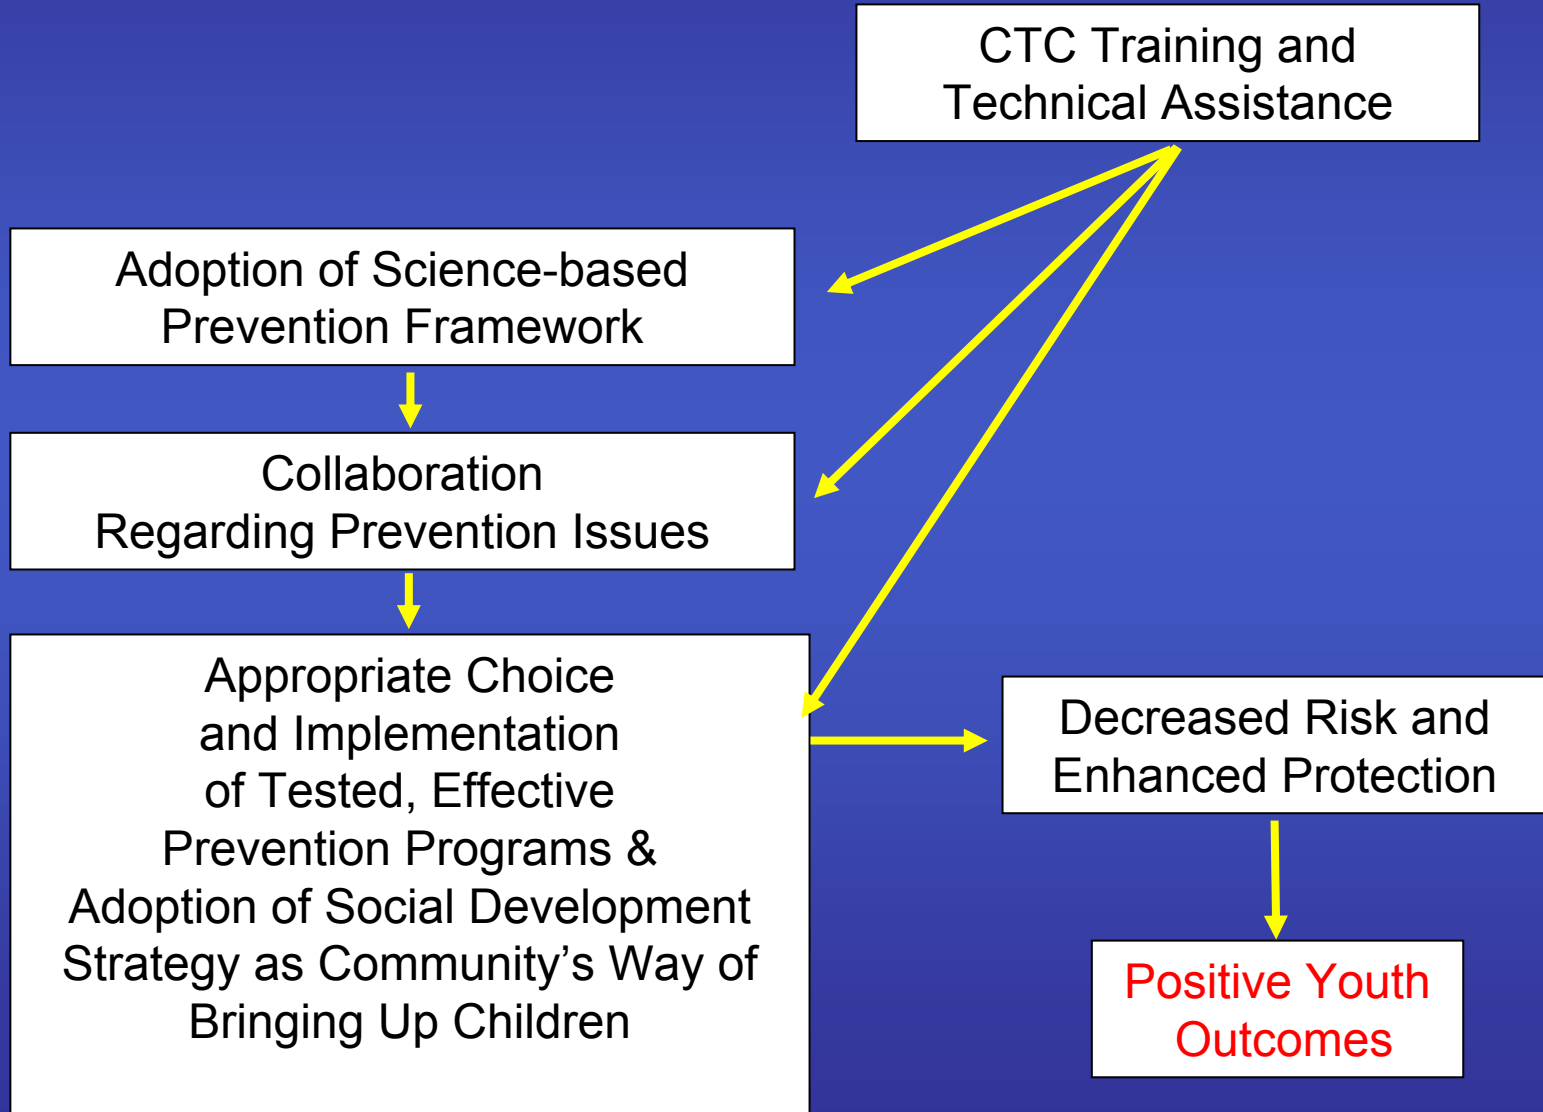 CTC Training and
Technical Assistance
Adoption of Science-based
Prevention Framework
Collaboration
Regarding Prevention Issues
Appropriate Choice
and Implementation
of Tested, Effective
Prevention Programs &
Adoption of Social Development
Strategy as Community’s Way of
Bringing Up Children
Decreased Risk and
Enhanced Protection
Positive Youth
Outcomes